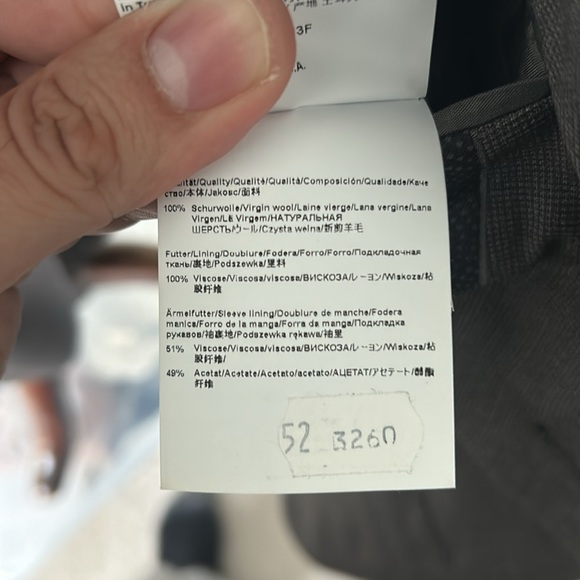 3F
.A.
/Quality/Qualité/Qualità/Composición/Qualidade/Каче
ство/本体/Jakosc/面料
100% Schurwolle/Virgin wool/Laine vierge/Lana vergine/Lana
Virgen/Lã Virgem/НАТУРАЛЬНАЯ
ШЕРСТЬ/ウール/Czysta wełna/新剪羊毛
Futter/Lining/Doublure/Fodera/Forro/Forro/Подкладочная
ткань/裏地/Podszewka/里料
100% Viscose/Viscosa/viscosa/ВИСКОЗА/レーヨン/Wiskoza/粘
胶纤维
Ärmelfutter/Sleeve lining/Doublure de manche/Fodera
manica/Forro de la manga/Forra da manga/Подкладка
рукавов/袖裏地/Podszewka rękawa/袖里
51% Viscose/Viscosa/viscosa/ВИСКОЗА/レーヨン/Wiskoza/粘
胶纤维/
49% Acetat/Acetate/Acetato/acetato/АЦЕТАТ/アセテート/醋酯
纤维
52 3260